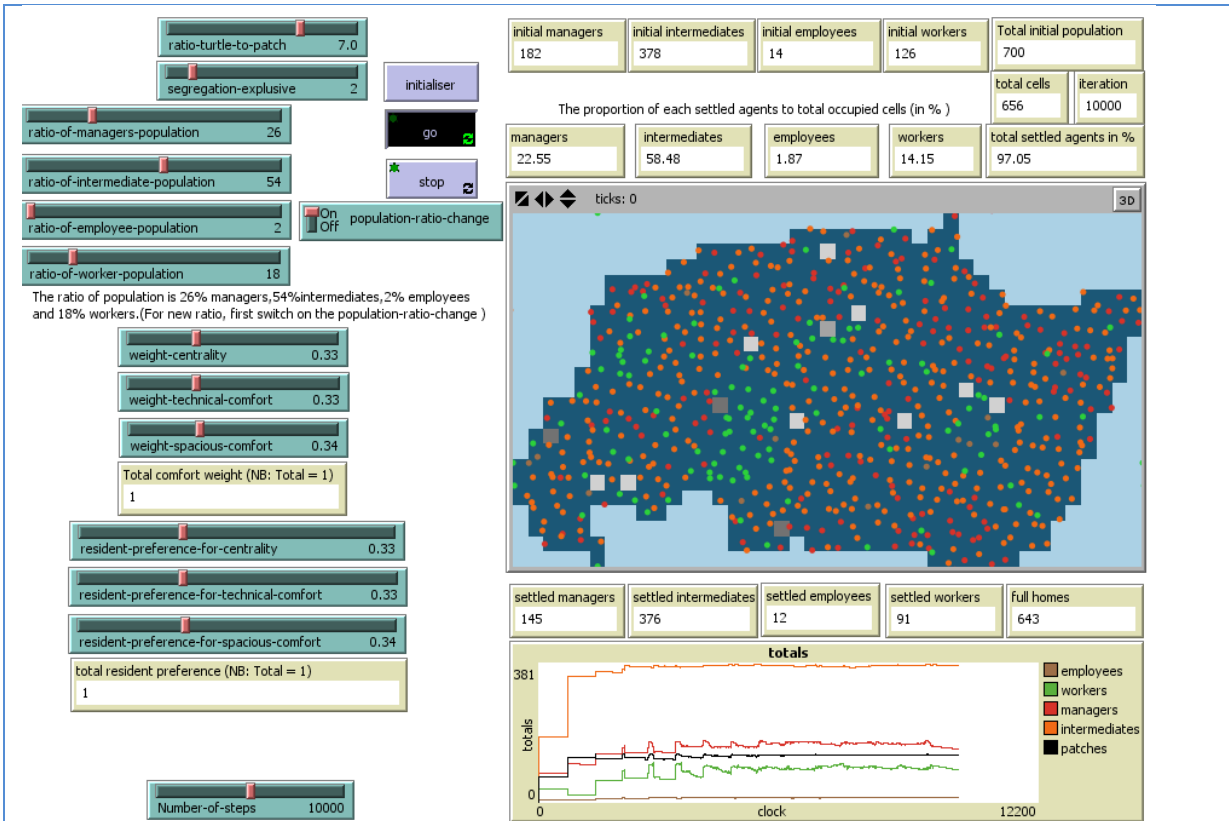 ratio-turtle-to-patch 7.0
segregation-explusive 2
initialiser
ratio-of-managers-population 26
go
ratio-of-intermediate-population 54
stop
ratio-of-employee-population 2
On
Off
population-ratio-change
ratio-of-worker-population 18
The ratio of population is 26% managers,54%intermediates,2% employees
and 18% workers.(For new ratio, first switch on the population-ratio-change )
weight-centrality 0.33
weight-technical-comfort 0.33
weight-spacious-comfort 0.34
Total comfort weight (NB: Total = 1)
1
resident-preference-for-centrality 0.33
resident-preference-for-technical-comfort 0.33
resident-preference-for-spacious-comfort 0.34
total resident preference (NB: Total = 1)
1
Number-of-steps 10000
initial managers initial intermediates initial employees initial workers Total initial population
182 378 14 126 700
total cells iteration
656 10000
The proportion of each settled agents to total occupied cells (in % )
managers intermediates employees workers total settled agents in %
22.55 58.48 1.87 14.15 97.05
ticks: 0 3D
settled managers settled intermediates settled employees settled workers full homes
145 376 12 91 643
totals
381
totals
0
0 clock 12200
employees
workers
managers
intermediates
patches